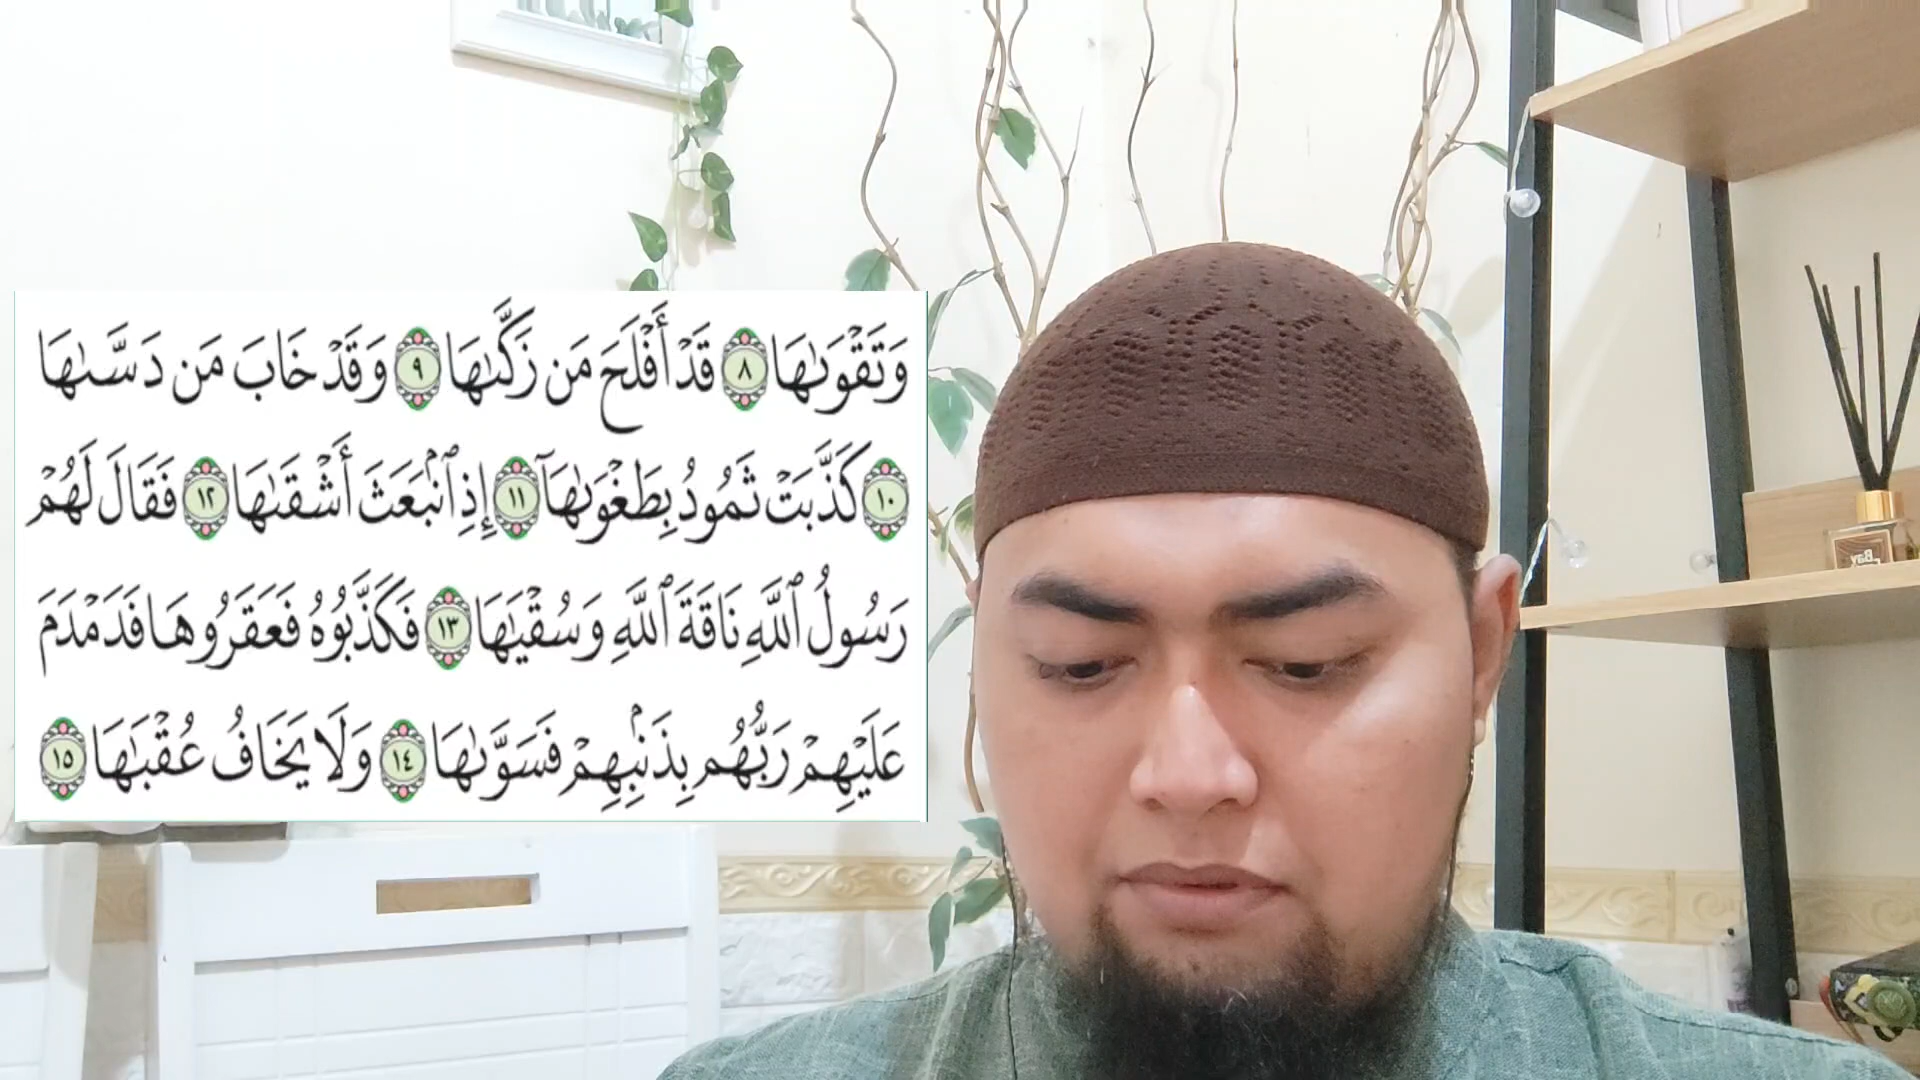 وَتَقْوَىٰهَا ٨ قَدْ أَفْلَحَ مَن زَكَّىٰهَا ٩ وَقَدْ خَابَ مَن دَسَّىٰهَا
١٠ كَذَّبَتْ ثَمُودُ بِطَغْوَىٰهَآ ١١ إِذِ ٱنۢبَعَثَ أَشْقَىٰهَا ١٢ فَقَالَ لَهُمْ
رَسُولُ ٱللَّهِ نَاقَةَ ٱللَّهِ وَسُقْيَٰهَا ١٣ فَكَذَّبُوهُ فَعَقَرُوهَا فَدَمْدَمَ
عَلَيْهِمْ رَبُّهُم بِذَنۢبِهِمْ فَسَوَّىٰهَا ١٤ وَلَا يَخَافُ عُقْبَٰهَا ١٥